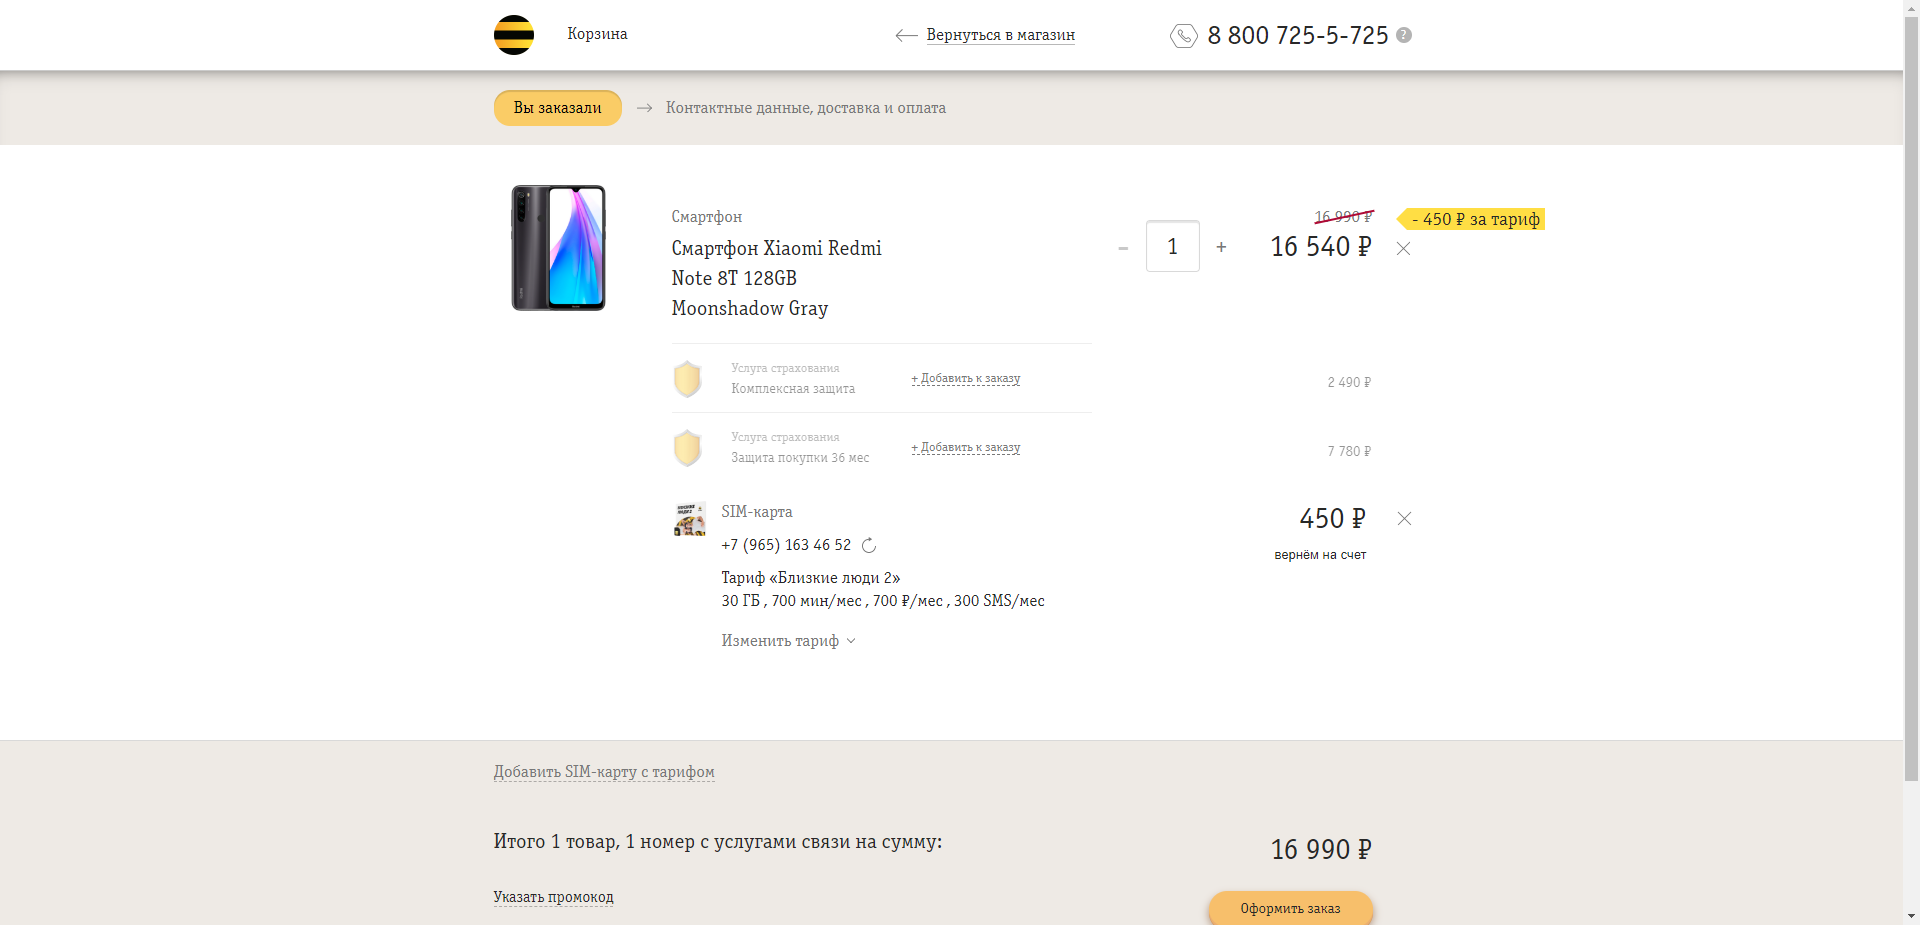 Корзина
Вернуться в магазин
8 800 725-5-725 ?
Вы заказали
Контактные данные, доставка и оплата
Смартфон
16 990 ₽
- 450 ₽ за тариф
Смартфон Xiaomi Redmi
Note 8T 128GB
Moonshadow Gray
– 1 +
16 540 ₽
Услуга страхования
Комплексная защита
+ Добавить к заказу
2 490 ₽
Услуга страхования
Защита покупки 36 мес
+ Добавить к заказу
7 780 ₽
SIM-карта
450 ₽
+7 (965) 163 46 52
вернём на счет
Тариф «Близкие люди 2»
30 ГБ , 700 мин/мес , 700 ₽/мес , 300 SMS/мес
Изменить тариф
Добавить SIM-карту с тарифом
Итого 1 товар, 1 номер с услугами связи на сумму:
16 990 ₽
Указать промокод
Оформить заказ